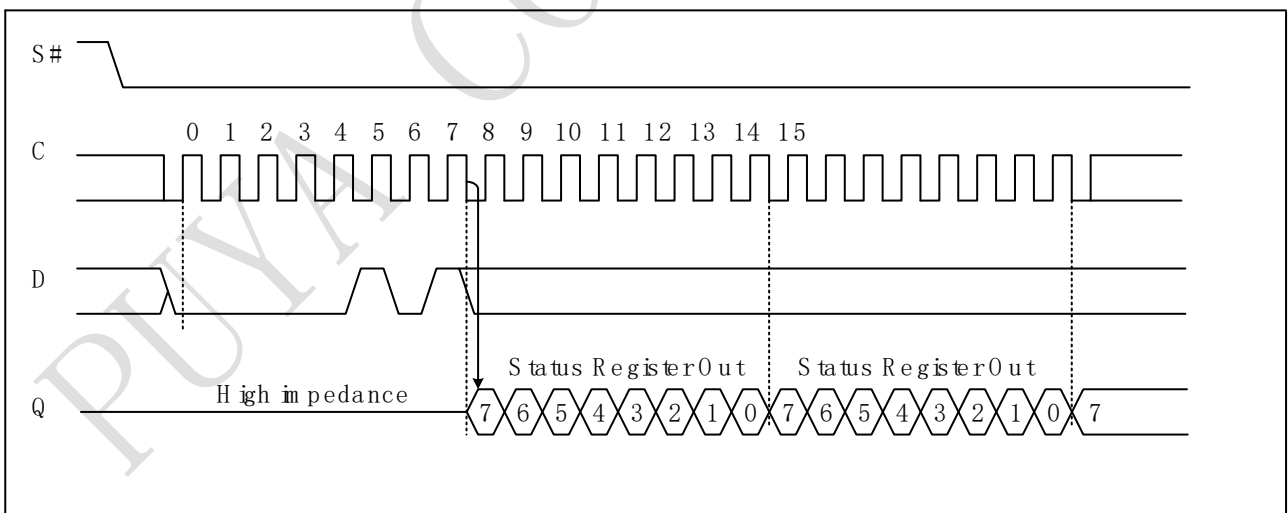 S#
0 1 2 3 4 5 6 7 8 9 10 11 12 13 14 15
C
D
Status Register Out Status Register Out
High impedance
Q
7 6 5 4 3 2 1 0 7 6 5 4 3 2 1 0 7
PUYA CO